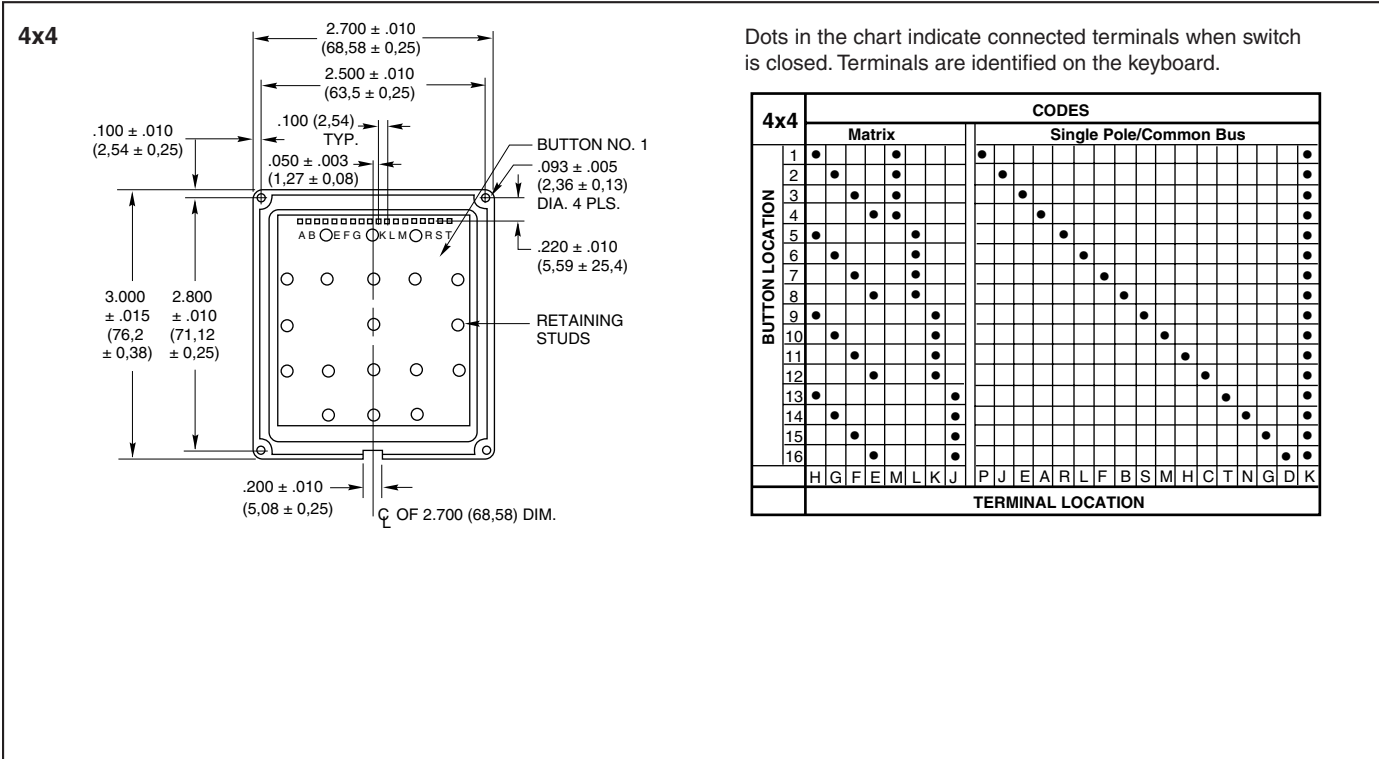 4x4
2.700 ± .010
(68,58 ± 0,25)
2.500 ± .010
(63,5 ± 0,25)
.100 (2,54)
TYP.
.100 ± .010
(2,54 ± 0,25)
.050 ± .003
(1,27 ± 0,08)
BUTTON NO. 1
.093 ± .005
(2,36 ± 0,13)
DIA. 4 PLS.
A B E F G K L M R S T
.220 ± .010
(5,59 ± 25,4)
3.000
± .015
(76,2
± 0,38)
2.800
± .010
(71,12
± 0,25)
RETAINING
STUDS
.200 ± .010
(5,08 ± 0,25)
CL OF 2.700 (68,58) DIM.
Dots in the chart indicate connected terminals when switch
is closed. Terminals are identified on the keyboard.
4x4
CODES
Matrix
Single Pole/Common Bus
BUTTON LOCATION
1
2
3
4
5
6
7
8
9
10
11
12
13
14
15
16
H G F E M L K J P J E A R L F B S M H C T N G D K
TERMINAL LOCATION